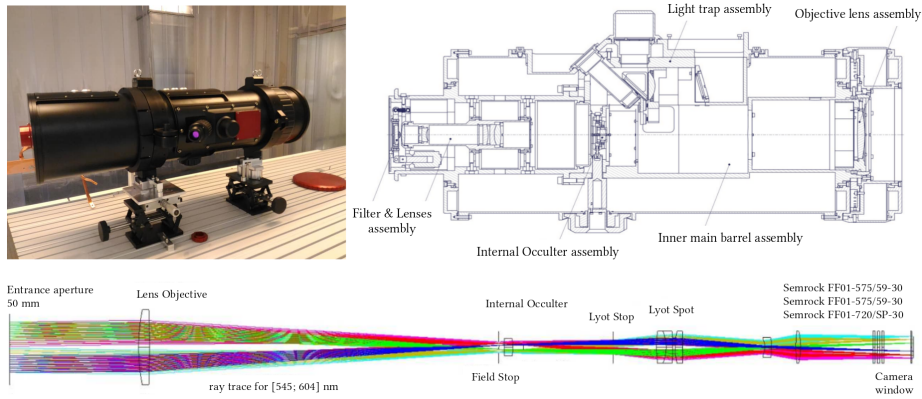 Light trap assembly
Objective lens assembly
Filter & Lenses
assembly
Internal Occulter assembly
Inner main barrel assembly
Entrance aperture
50 mm
Lens Objective
Internal Occulter
Lyot Stop
Lyot Spot
Semrock FF01-575/59-30
Semrock FF01-575/59-30
Semrock FF01-720/SP-30
Field Stop
ray trace for [545; 604] nm
Camera
window